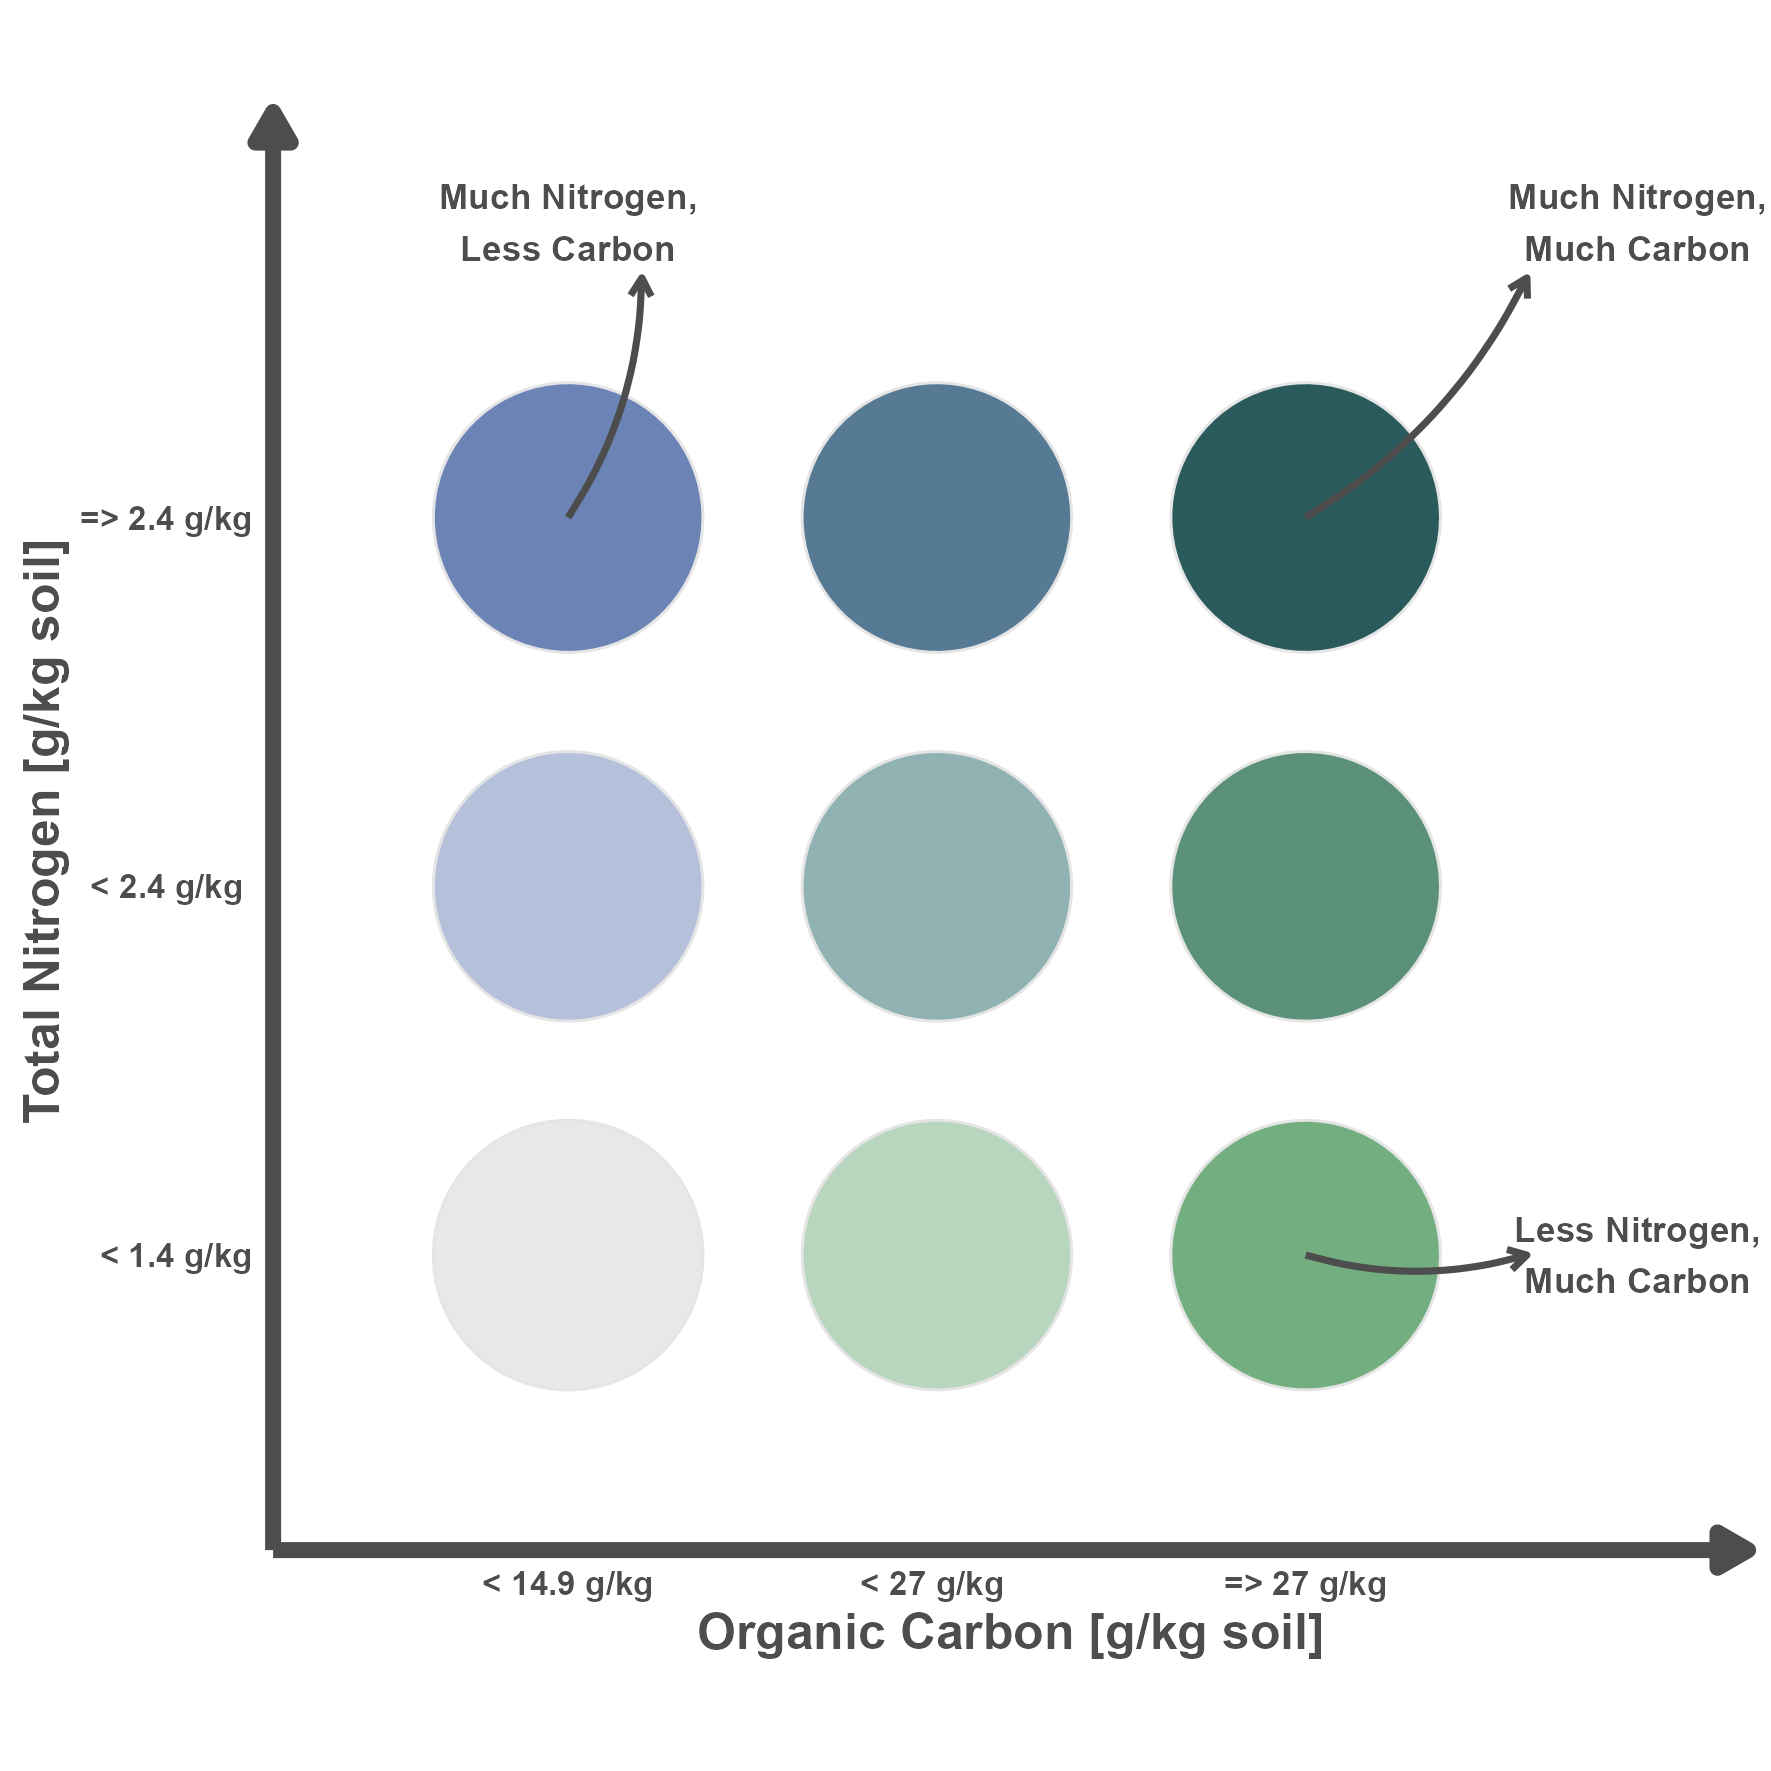 Much Nitrogen,
Less Carbon
Much Nitrogen,
Much Carbon
=> 2.4 g/kg
< 2.4 g/kg
< 1.4 g/kg
Total Nitrogen [g/kg soil]
Less Nitrogen,
Much Carbon
< 14.9 g/kg
< 27 g/kg
=> 27 g/kg
Organic Carbon [g/kg soil]